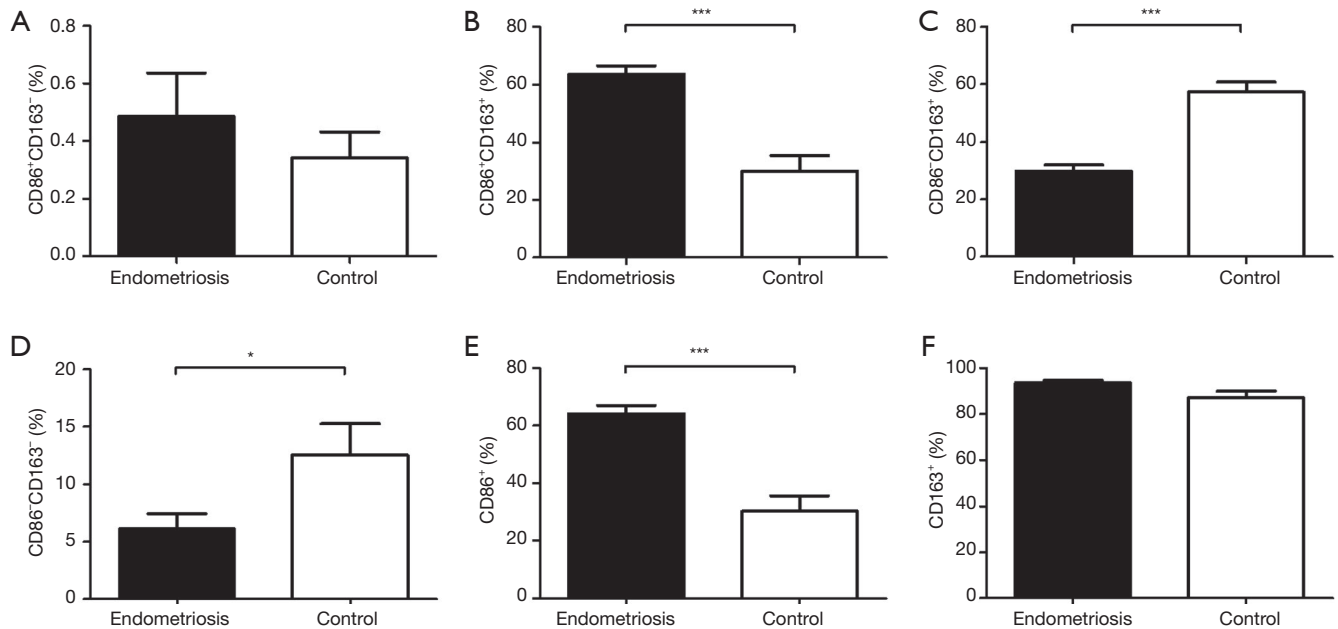 A
CD86⁺CD163⁻ (%)
0.8
0.6
0.4
0.2
0.0
Endometriosis Control
B
***
CD86⁺CD163⁺ (%)
80
60
40
20
0
Endometriosis Control
C
***
CD86⁻CD163⁺ (%)
80
60
40
20
0
Endometriosis Control
D
*
CD86⁻CD163⁻ (%)
20
15
10
5
0
Endometriosis Control
E
***
CD86⁺ (%)
80
60
40
20
0
Endometriosis Control
F
CD163⁺ (%)
100
80
60
40
20
0
Endometriosis Control